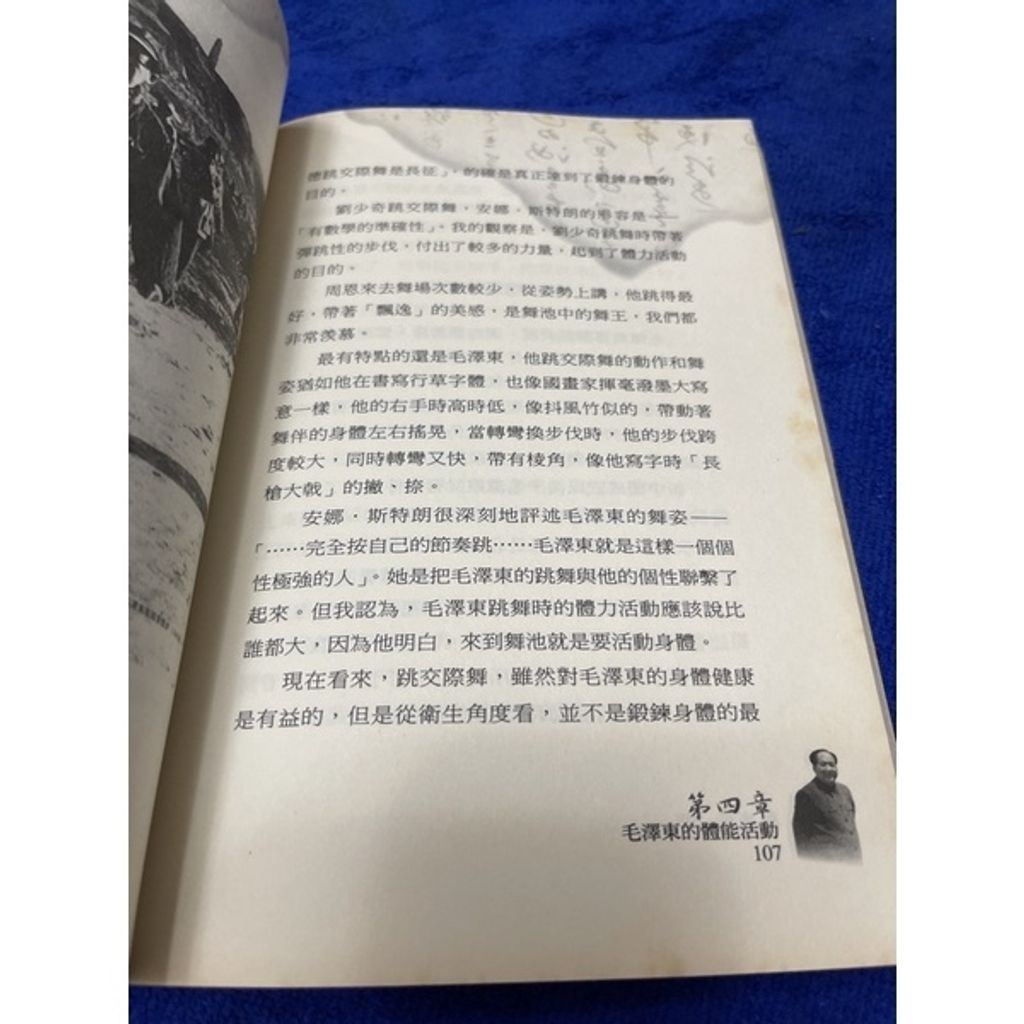 德跳交際舞是長征」，的確是真正達到了鍛鍊身體的
目的。
劉少奇跳交際舞，安娜．斯特朗的形容是——
「有數學的準確性」。我的觀察是，劉少奇跳舞時帶著
彈跳性的步伐，付出了較多的力量，起到了體力活動
的目的。
周恩來去舞場次數較少，從姿勢上講，他跳得最
好，帶著「飄逸」的美感，是舞池中的舞王，我們都
非常羨慕。
最有特點的還是毛澤東，他跳交際舞的動作和舞
姿猶如他在書寫行草字體，也像國畫家揮毫潑墨大寫
意一樣，他的右手時高時低，像抖風竹似的，帶動著
舞伴的身體左右搖晃，當轉彎換步伐時，他的步伐跨
度較大，同時轉彎又快，帶有棱角，像他寫字時「長
槍大戟」的撇、捺。
安娜．斯特朗很深刻地評述毛澤東的舞姿——
「……完全按自己的節奏跳……毛澤東就是這樣一個個
性極強的人」。她是把毛澤東的跳舞與他的個性聯繫了
起來。但我認為，毛澤東跳舞時的體力活動應該說比
誰都大，因為他明白，來到舞池就是要活動身體。
現在看來，跳交際舞，雖然對毛澤東的身體健康
是有益的，但是從衛生角度看，並不是鍛鍊身體的最
第四章
毛澤東的體能活動
107